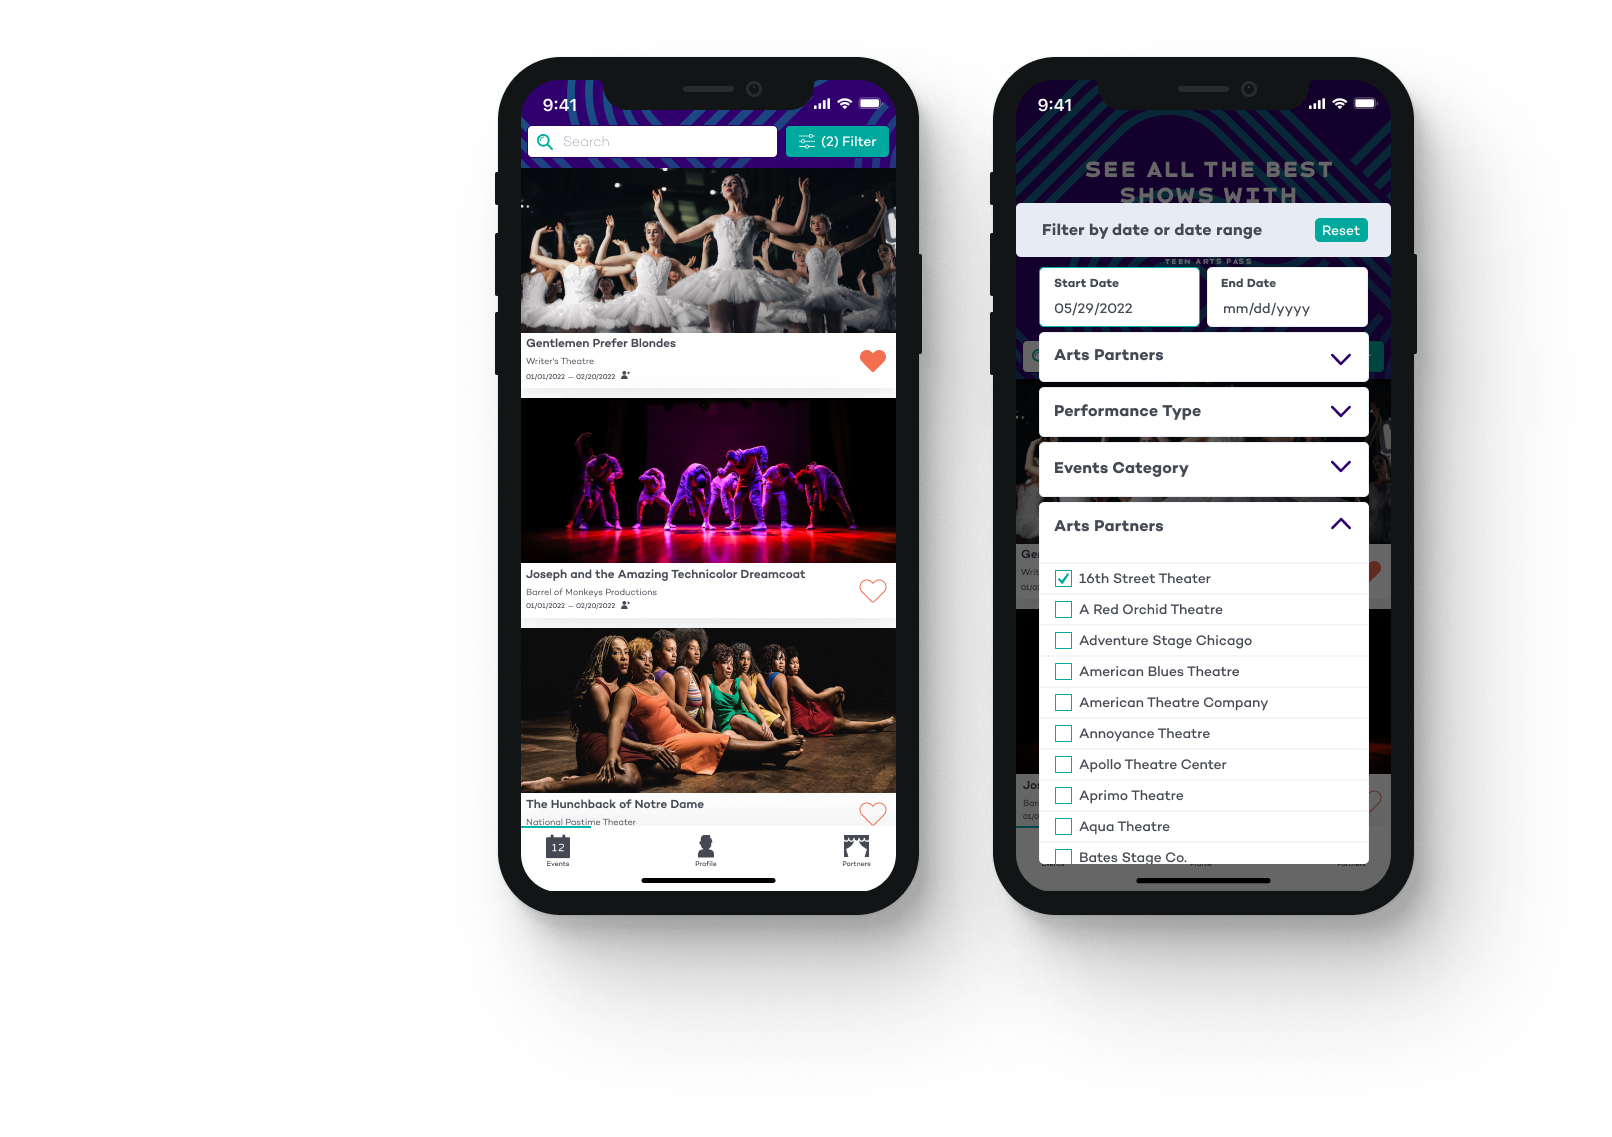 9:41
Search
(2) Filter
Gentlemen Prefer Blondes
Writer's Theatre
01/01/2022 — 02/20/2022
Joseph and the Amazing Technicolor Dreamcoat
Barrel of Monkeys Productions
01/01/2022 — 02/20/2022
The Hunchback of Notre Dame
National Pastime Theater
12
Events
Profile
Partners
9:41
SEE ALL THE BEST
SHOWS WITH
Filter by date or date range
Reset
TEEN ARTS PASS
Start Date
05/29/2022
End Date
mm/dd/yyyy
Arts Partners
Performance Type
Events Category
Arts Partners
16th Street Theater
A Red Orchid Theatre
Adventure Stage Chicago
American Blues Theatre
American Theatre Company
Annoyance Theatre
Apollo Theatre Center
Aprimo Theatre
Aqua Theatre
Bates Stage Co.